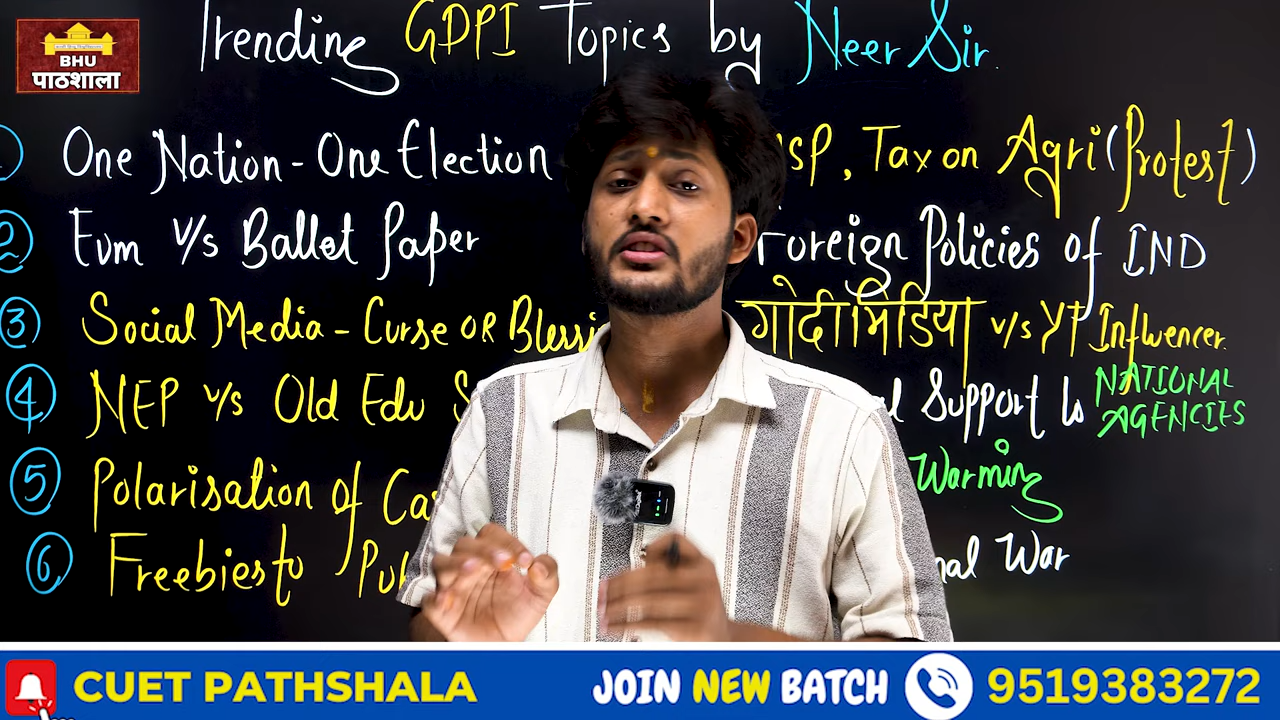 BHU
पाठशाला
Trending GDPI Topics by Neer Sir.
① One Nation - One Election
② Evm v/s Ballot Paper
③ Social Media - Curse OR
④ NEP v/s Old Edu
⑤ Polarisation of
⑥ Freebies to
, Tax on Agri (Protest)
Foreign Policies of IND
गोदी मिडिया v/s YT Influencer.
Support to NATIONAL
AGENCIES
Warming
War
CUET PATHSHALA
JOIN NEW BATCH
9519383272